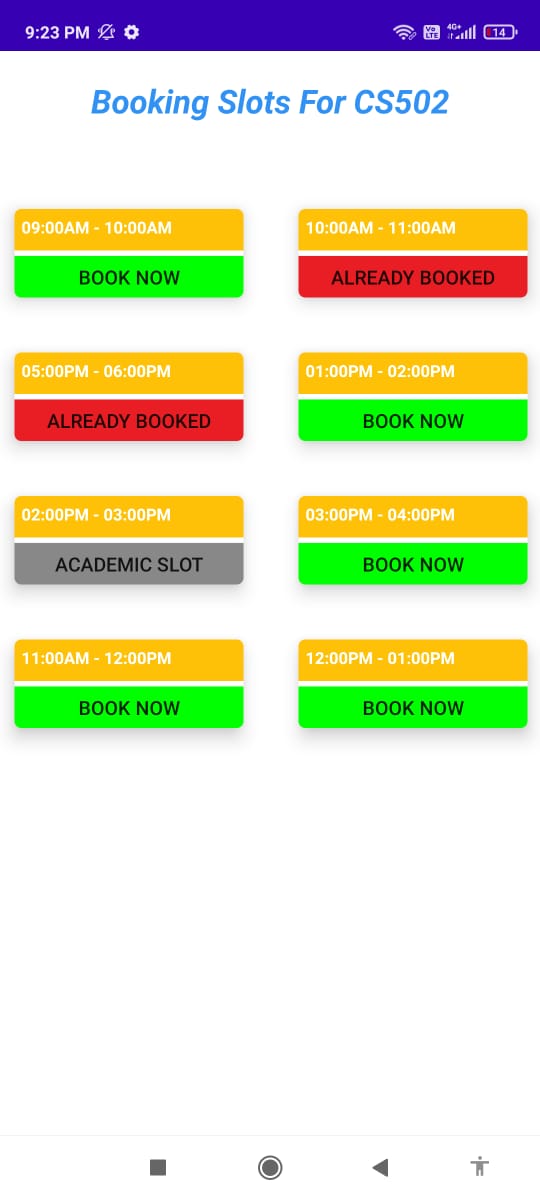 9:23 PM Vo LTE 4G+ 14
Booking Slots For CS502
09:00AM - 10:00AM
BOOK NOW
10:00AM - 11:00AM
ALREADY BOOKED
05:00PM - 06:00PM
ALREADY BOOKED
01:00PM - 02:00PM
BOOK NOW
02:00PM - 03:00PM
ACADEMIC SLOT
03:00PM - 04:00PM
BOOK NOW
11:00AM - 12:00PM
BOOK NOW
12:00PM - 01:00PM
BOOK NOW